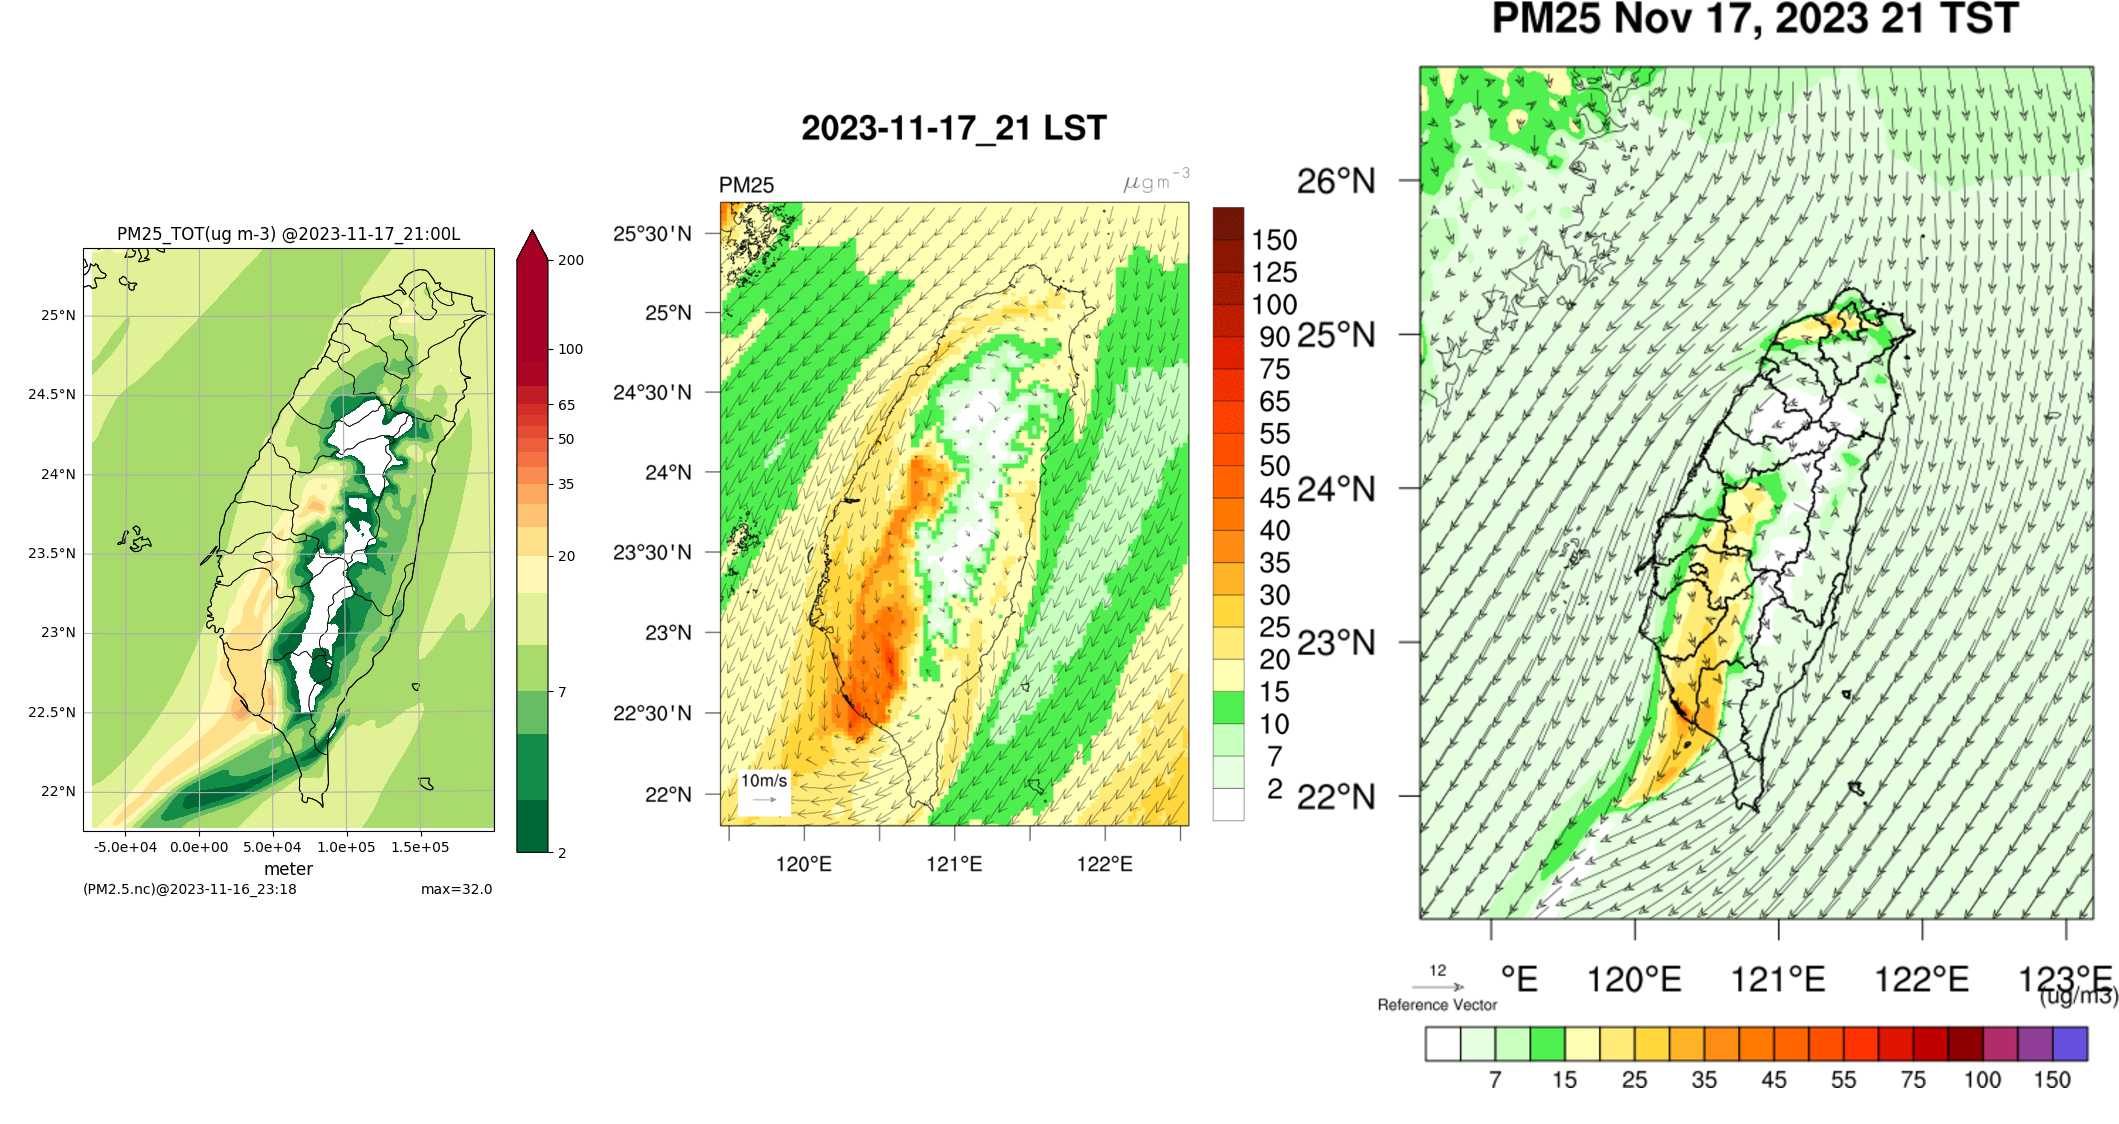 PM25_TOT(ug m-3) @2023-11-17_21:00L
25°N
24.5°N
24°N
23.5°N
23°N
22.5°N
22°N
-5.0e+04 0.0e+00 5.0e+04 1.0e+05 1.5e+05
meter
(PM2.5.nc)@2023-11-16_23:18 max=32.0
200
100
65
50
35
20
7
2
2023-11-17_21 LST
PM25 μgm⁻³
25°30'N
25°N
24°30'N
24°N
23°30'N
23°N
22°30'N
22°N
10m/s
120°E 121°E 122°E
150
125
100
90
75
65
55
50
45
40
35
30
25
20
15
10
7
2
PM25 Nov 17, 2023 21 TST
26°N
25°N
24°N
23°N
22°N
°E 120°E 121°E 122°E 123°E
12
Reference Vector
(ug/m3)
7 15 25 35 45 55 75 100 150